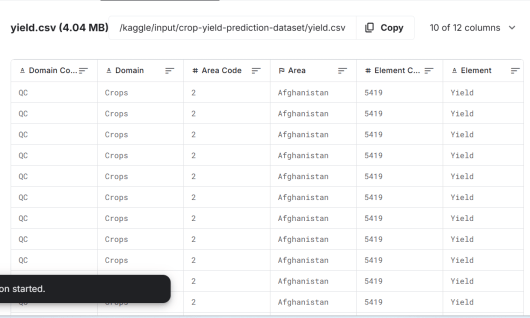 yield.csv (4.04 MB) /kaggle/input/crop-yield-prediction-dataset/yield.csv Copy 10 of 12 columns
Domain Co... Domain # Area Code Area # Element C... Element
QC Crops 2 Afghanistan 5419 Yield
QC Crops 2 Afghanistan 5419 Yield
QC Crops 2 Afghanistan 5419 Yield
QC Crops 2 Afghanistan 5419 Yield
QC Crops 2 Afghanistan 5419 Yield
QC Crops 2 Afghanistan 5419 Yield
QC Crops 2 Afghanistan 5419 Yield
QC Crops 2 Afghanistan 5419 Yield
QC Crops 2 Afghanistan 5419 Yield
on started. 2 Afghanistan 5419 Yield
QC Crops 2 Afghanistan 5419 Yield